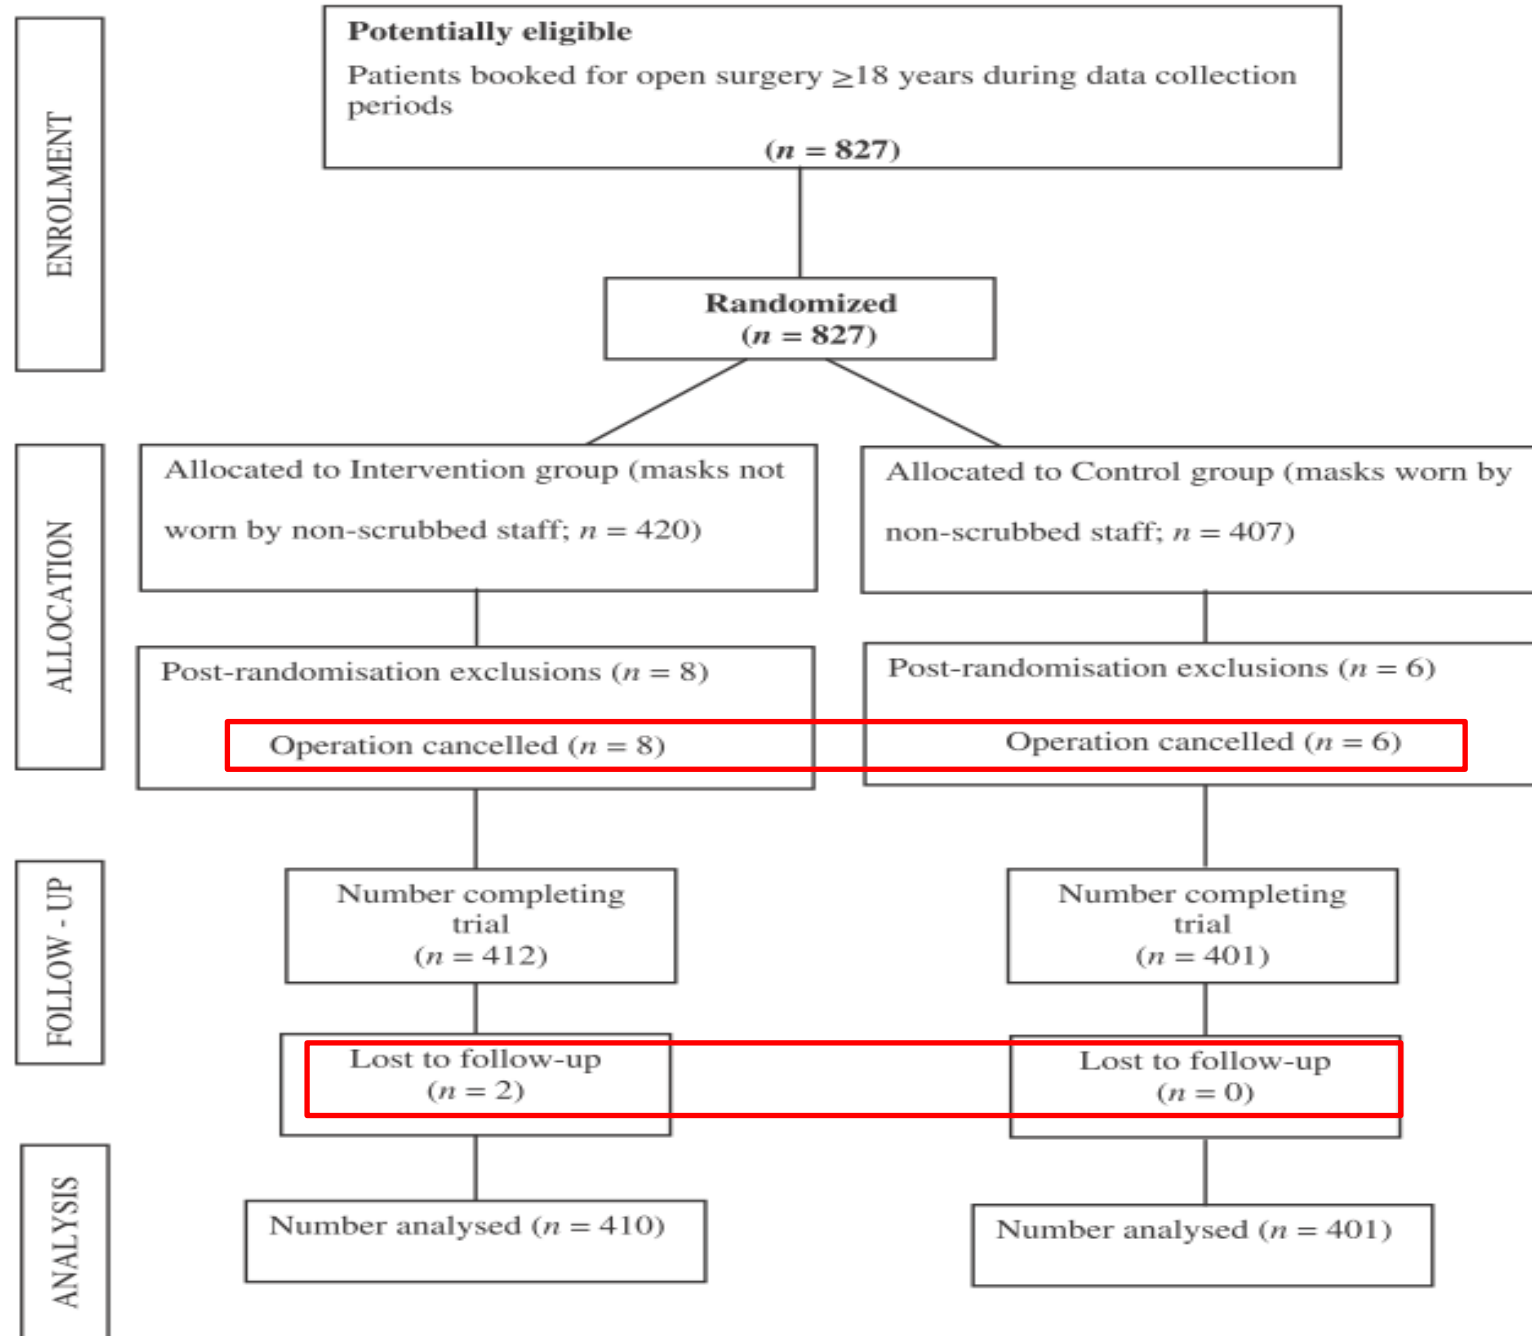 ENROLMENT
Potentially eligible
Patients booked for open surgery ≥18 years during data collection
periods
(n = 827)
Randomized
(n = 827)
ALLOCATION
Allocated to Intervention group (masks not
worn by non-scrubbed staff; n = 420)
Allocated to Control group (masks worn by
non-scrubbed staff; n = 407)
Post-randomisation exclusions (n = 8)
Operation cancelled (n = 8)
Post-randomisation exclusions (n = 6)
Operation cancelled (n = 6)
FOLLOW - UP
Number completing
trial
(n = 412)
Number completing
trial
(n = 401)
Lost to follow-up
(n = 2)
Lost to follow-up
(n = 0)
ANALYSIS
Number analysed (n = 410)
Number analysed (n = 401)